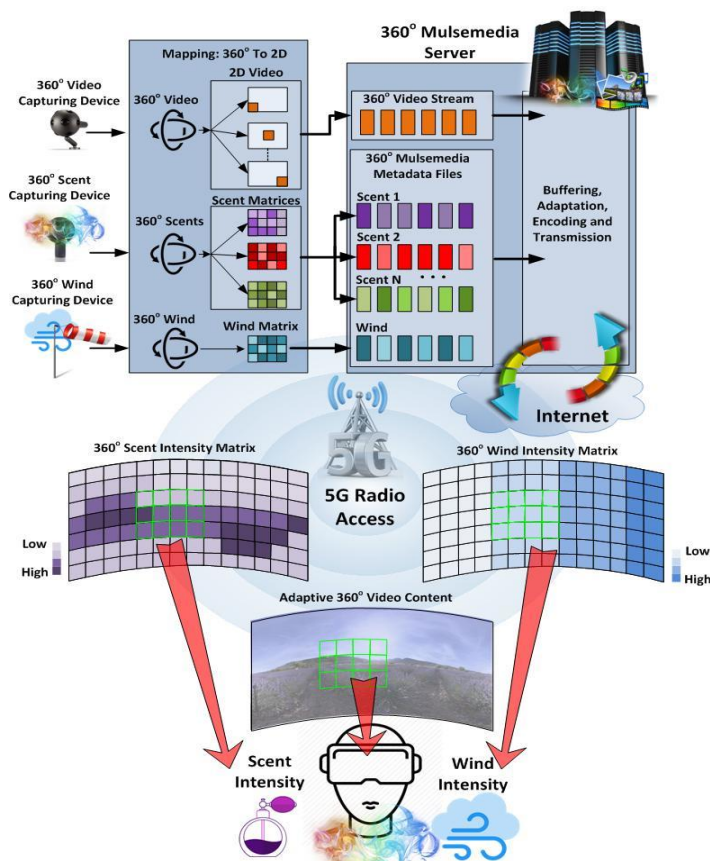 Mapping: 360° To 2D
360° Mulsemedia
Server
360° Video
Capturing Device
360° Video
2D Video
360° Video Stream
360° Scent
Capturing Device
360° Scents
Scent Matrices
360° Mulsemedia
Metadata Files
Scent 1
Scent 2
...
Scent N
Wind
Buffering,
Adaptation,
Encoding and
Transmission
360° Wind
Capturing Device
360° Wind
Wind Matrix
Internet
5G
5G Radio
Access
360° Scent Intensity Matrix
Low
High
360° Wind Intensity Matrix
Low
High
Adaptive 360° Video Content
Scent
Intensity
Wind
Intensity